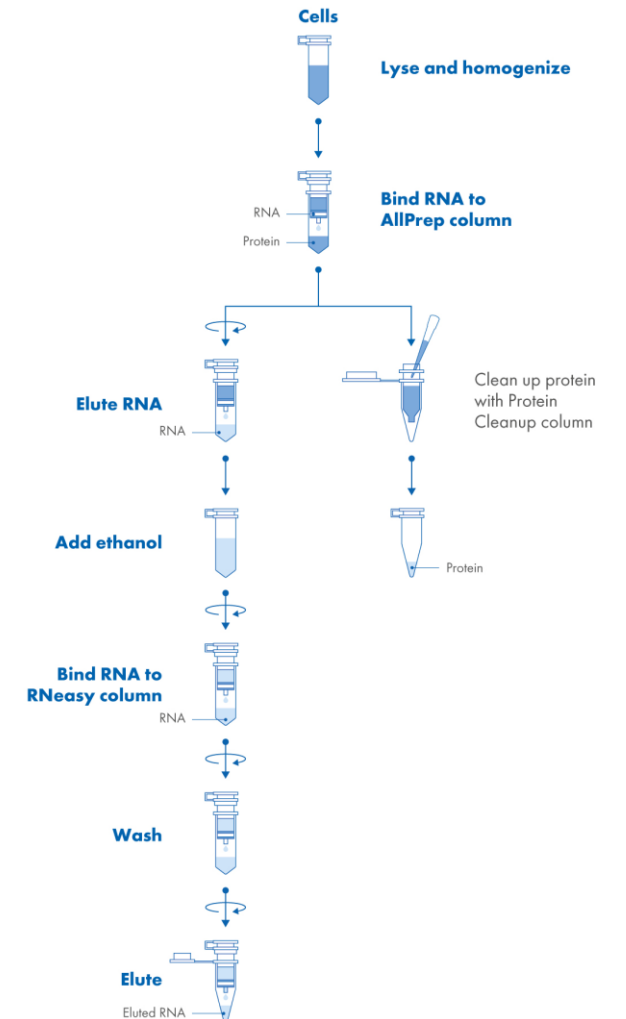 Cells
Lyse and homogenize
Bind RNA to
AllPrep column
RNA
Protein
Elute RNA
RNA
Clean up protein
with Protein
Cleanup column
Add ethanol
Protein
Bind RNA to
RNeasy column
RNA
Wash
Elute
Eluted RNA